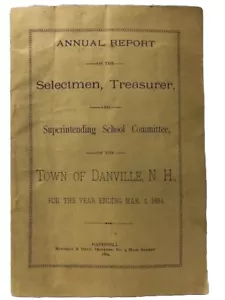 ANNUAL REPORT
OF THE
Selectmen, Treasurer,
AND
Superintending School Committee,
OF THE
TOWN OF DANVILLE, N. H.,
FOR THE YEAR ENDING MAR. 1, 1884.
HAVERHILL: